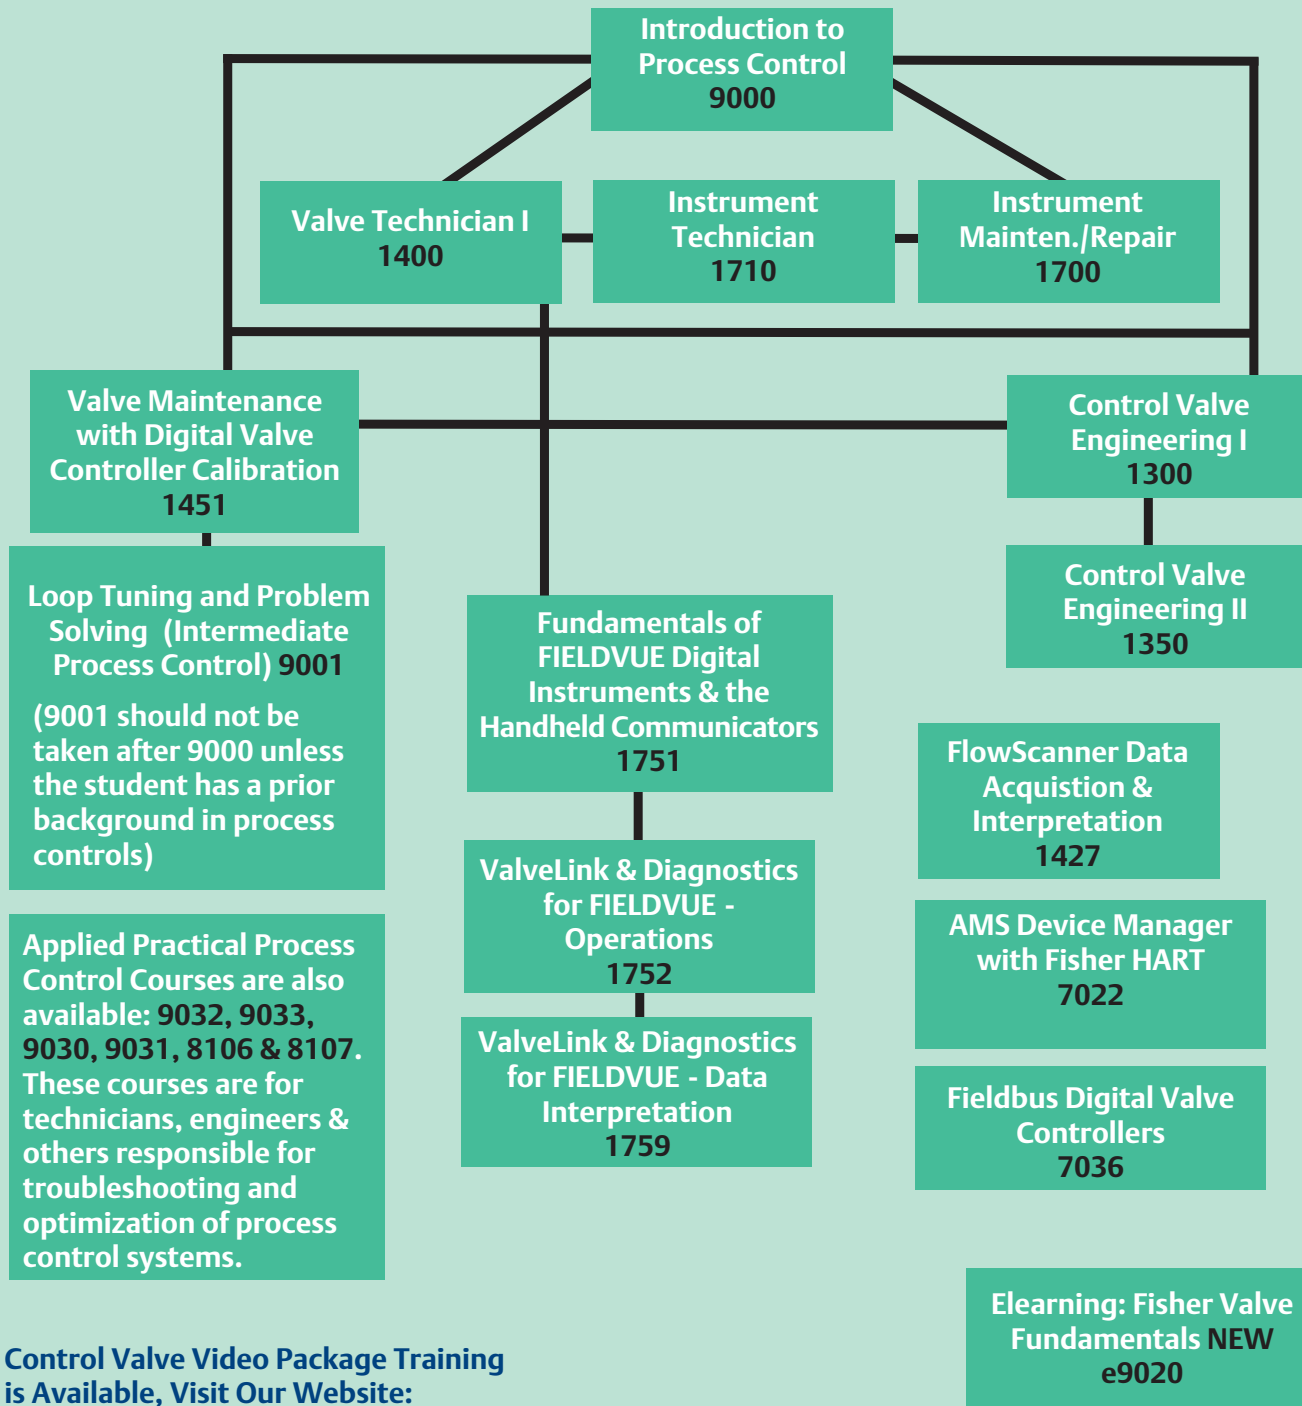 Introduction to
Process Control
9000
Valve Technician I
1400
Instrument
Technician
1710
Instrument
Mainten./Repair
1700
Valve Maintenance
with Digital Valve
Controller Calibration
1451
Control Valve
Engineering I
1300
Loop Tuning and Problem
Solving (Intermediate
Process Control) 9001
(9001 should not be
taken after 9000 unless
the student has a prior
background in process
controls)
Fundamentals of
FIELDVUE Digital
Instruments & the
Handheld Communicators
1751
Control Valve
Engineering II
1350
FlowScanner Data
Acquistion &
Interpretation
1427
ValveLink & Diagnostics
for FIELDVUE -
Operations
1752
AMS Device Manager
with Fisher HART
7022
Applied Practical Process
Control Courses are also
available: 9032, 9033,
9030, 9031, 8106 & 8107.
These courses are for
technicians, engineers &
others responsible for
troubleshooting and
optimization of process
control systems.
ValveLink & Diagnostics
for FIELDVUE - Data
Interpretation
1759
Fieldbus Digital Valve
Controllers
7036
Elearning: Fisher Valve
Fundamentals NEW
e9020
Control Valve Video Package Training
is Available, Visit Our Website: